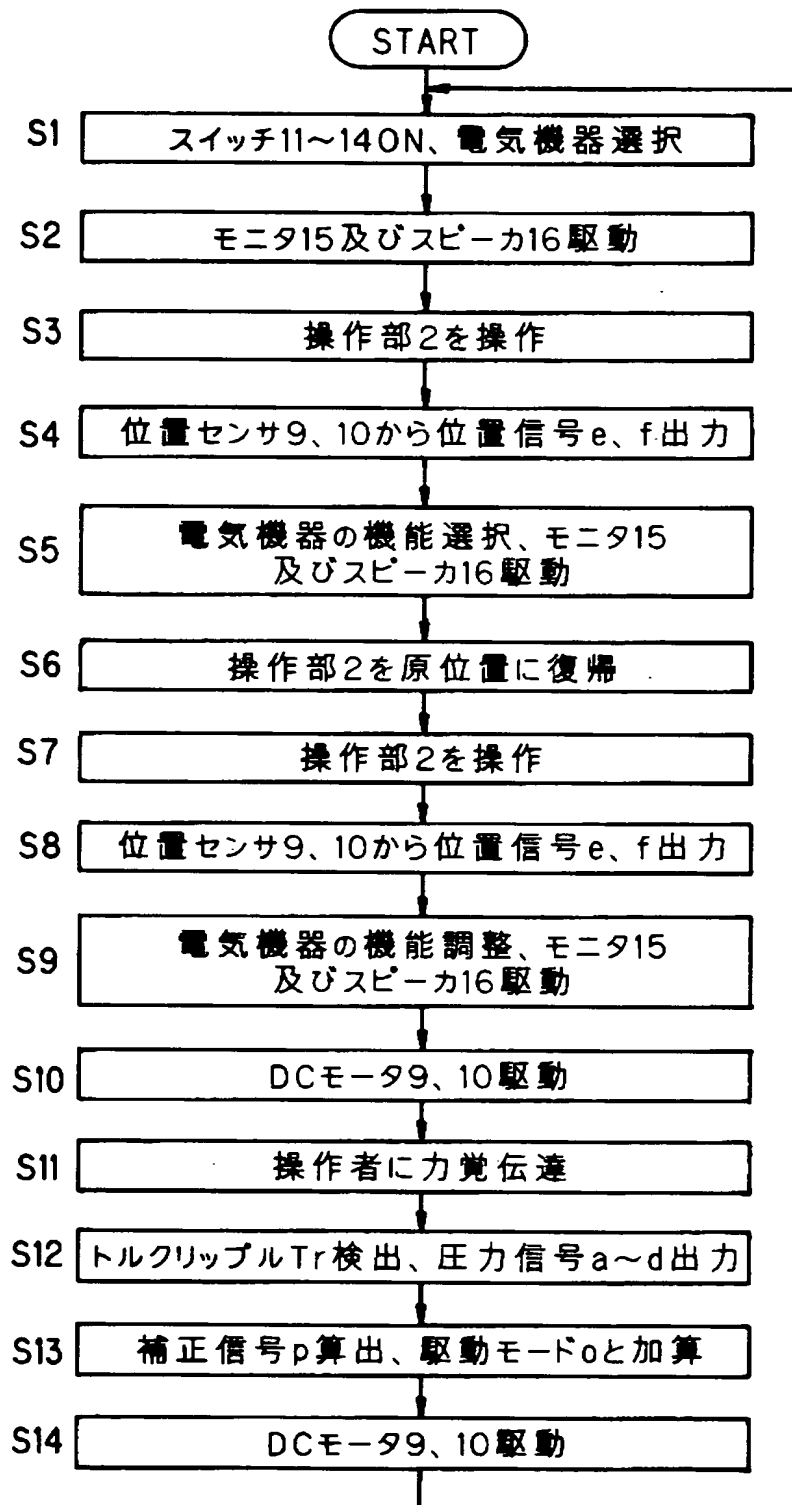 START
S1 スイッチ11～14ON、電気機器選択
S2 モニタ15及びスピーカ16駆動
S3 操作部2を操作
S4 位置センサ9、10から位置信号e、f出力
S5 電気機器の機能選択、モニタ15
及びスピーカ16駆動
S6 操作部2を原位置に復帰
S7 操作部2を操作
S8 位置センサ9、10から位置信号e、f出力
S9 電気機器の機能調整、モニタ15
及びスピーカ16駆動
S10 DCモータ9、10駆動
S11 操作者に力覚伝達
S12 トルクリップルTr検出、圧力信号a～d出力
S13 補正信号p算出、駆動モードoと加算
S14 DCモータ9、10駆動